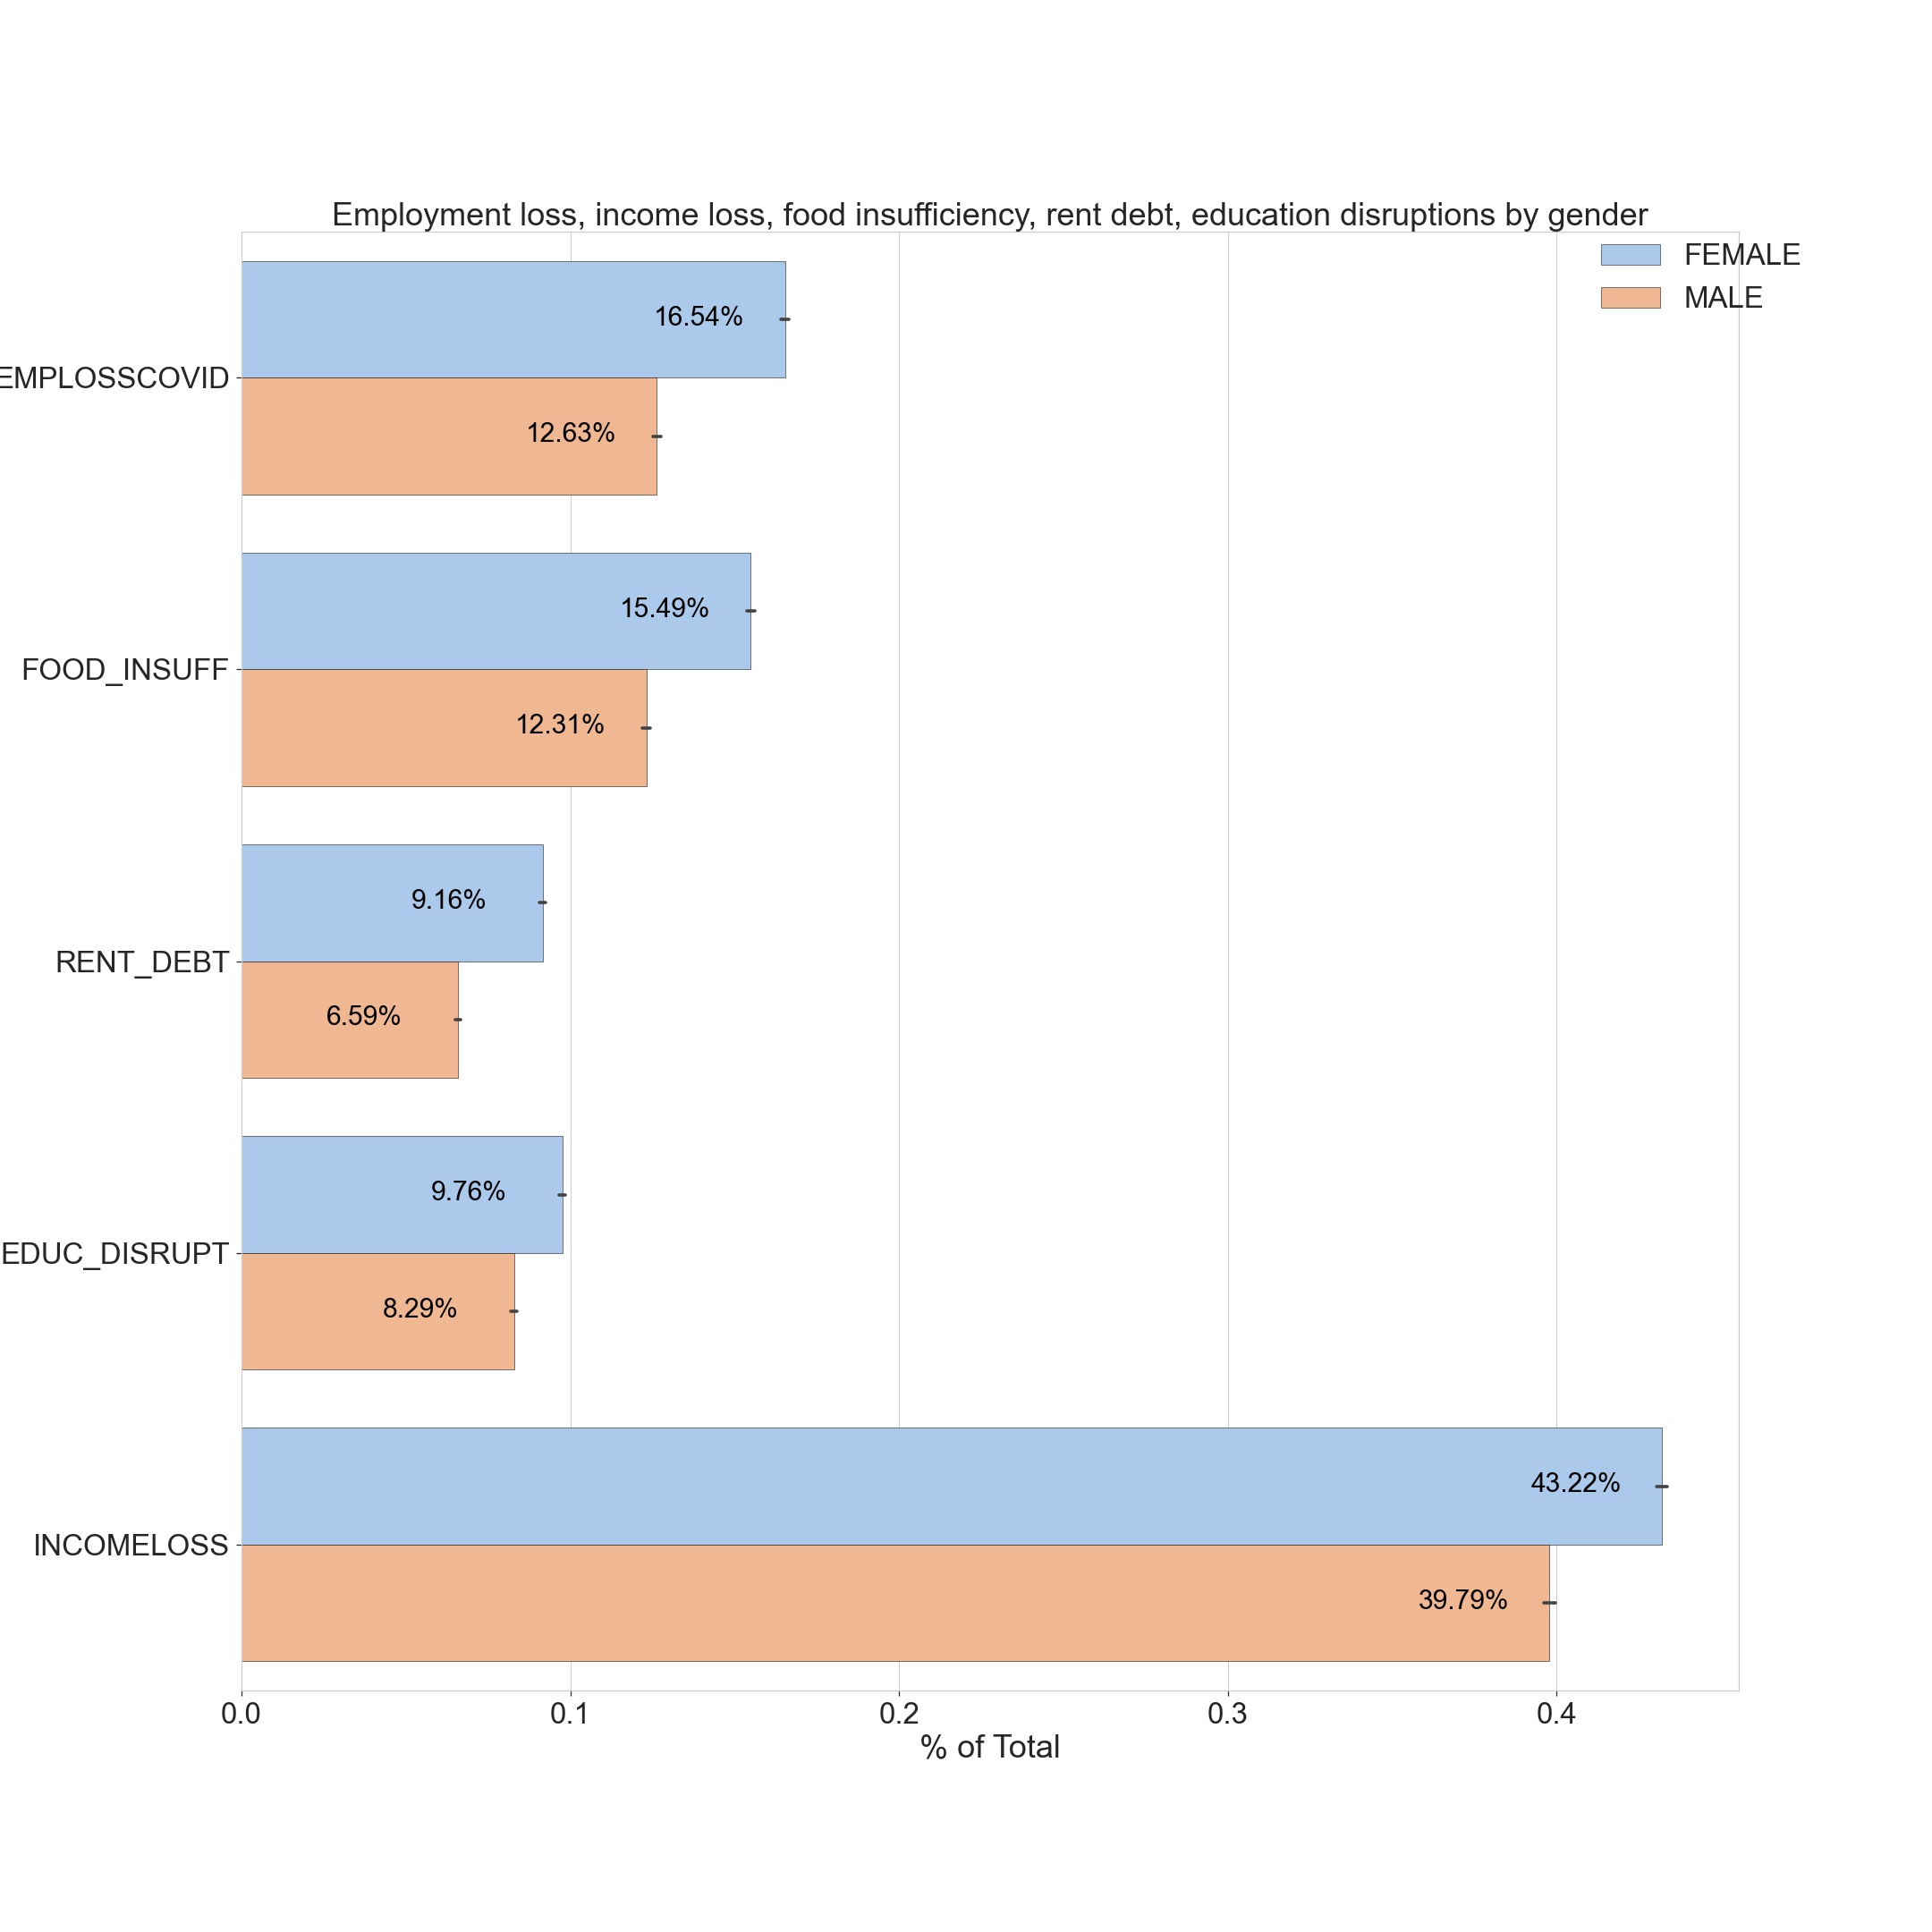 Employment loss, income loss, food insufficiency, rent debt, education disruptions by gender
FEMALE
MALE
EMPLOSSCOVID
16.54%
12.63%
FOOD_INSUFF
15.49%
12.31%
RENT_DEBT
9.16%
6.59%
EDUC_DISRUPT
9.76%
8.29%
INCOMELOSS
43.22%
39.79%
0.0 0.1 0.2 0.3 0.4
% of Total